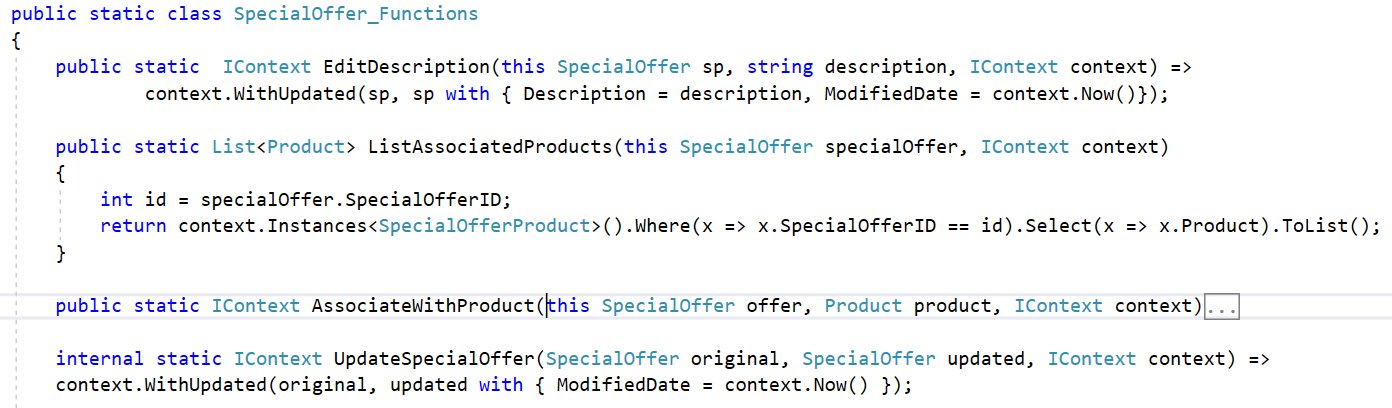 public static class SpecialOffer_Functions
{
public static  IContext EditDescription(this SpecialOffer sp, string description, IContext context) =>
context.WithUpdated(sp, sp with { Description = description, ModifiedDate = context.Now()});
public static List<Product> ListAssociatedProducts(this SpecialOffer specialOffer, IContext context)
{
int id = specialOffer.SpecialOfferID;
return context.Instances<SpecialOfferProduct>().Where(x => x.SpecialOfferID == id).Select(x => x.Product).ToList();
}
public static IContext AssociateWithProduct(this SpecialOffer offer, Product product, IContext context)...
internal static IContext UpdateSpecialOffer(SpecialOffer original, SpecialOffer updated, IContext context) =>
context.WithUpdated(original, updated with { ModifiedDate = context.Now() });